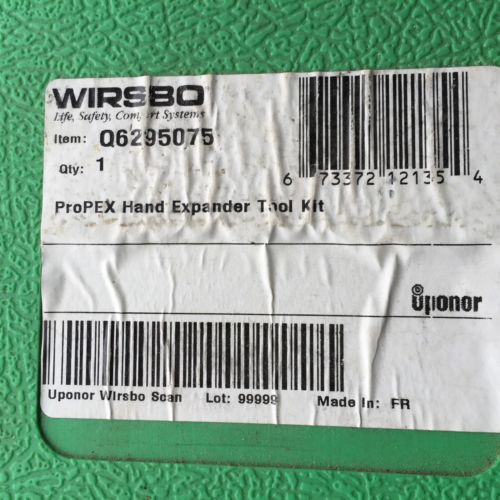 WIRSBO
Life, Safety, Comfort Systems
Item: Q6295075
Qty: 1
6 73372 12135 4
ProPEX Hand Expander Tool Kit
uponor
Uponor Wirsbo Scan Lot: 99999 Made In: FR